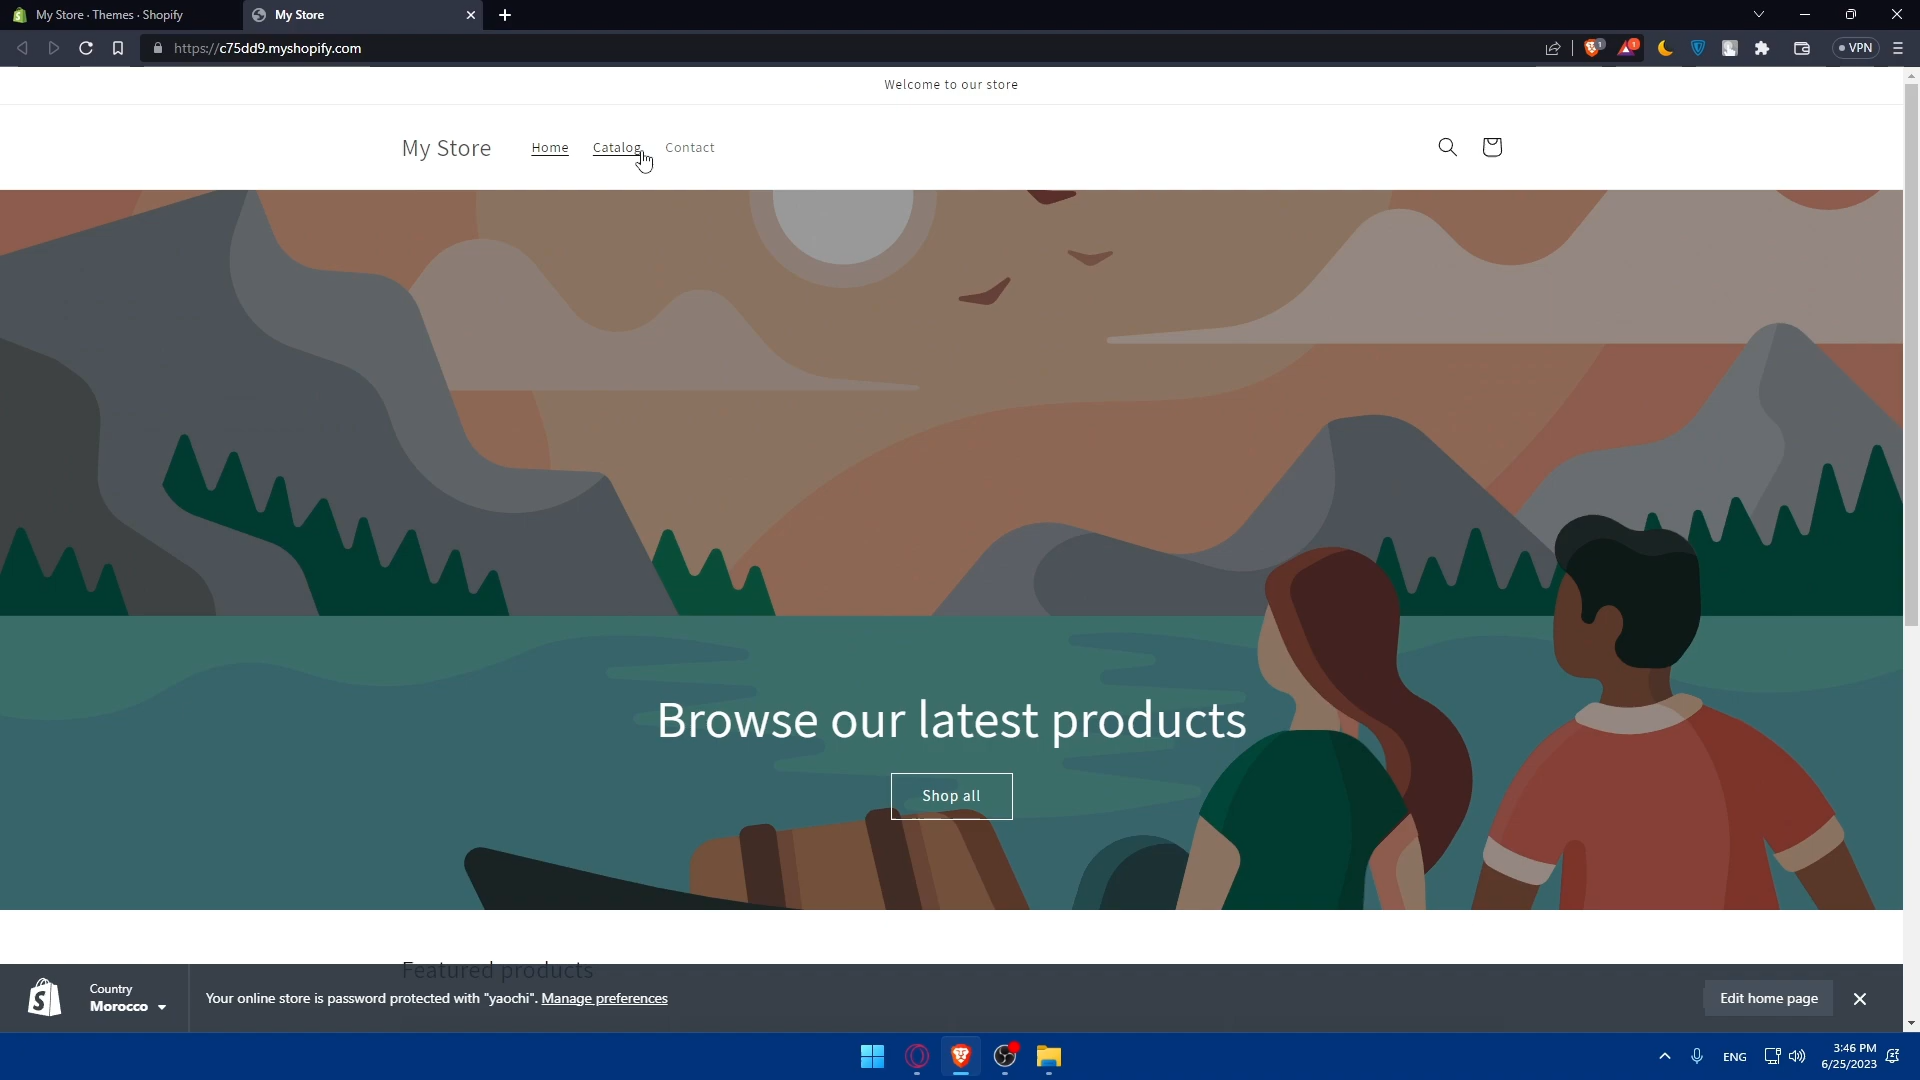 My Store · Themes · Shopify
My Store
https://c75dd9.myshopify.com
VPN
Welcome to our store
My Store
Home
Catalog
Contact
Browse our latest products
Shop all
Featured products
Country
Morocco
Your online store is password protected with "yaochi". Manage preferences
Edit home page
ENG
3:46 PM
6/25/2023